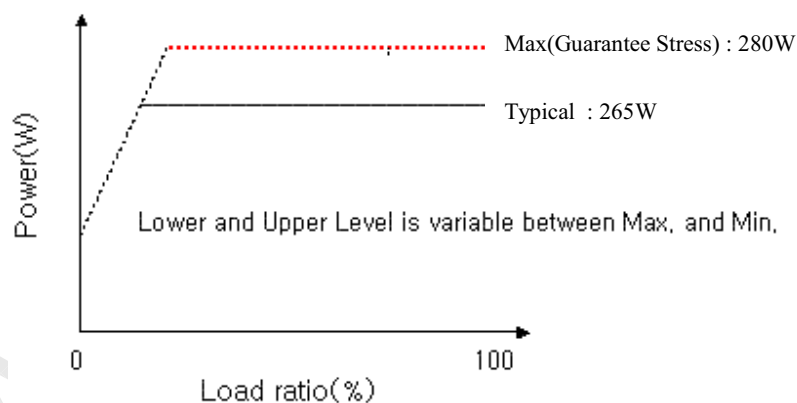 Max(Guarantee Stress) : 280W
Typical : 265W
Power(W)
Lower and Upper Level is variable between Max, and Min,
0
100
Load ratio(%)